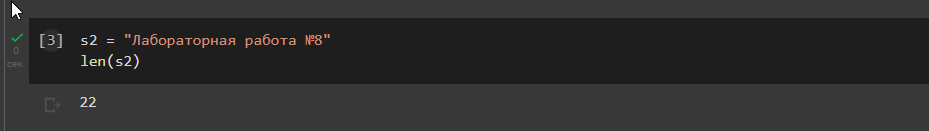 [3] s2 = "Лабораторная работа №8"
len(s2)
0
сек.
22